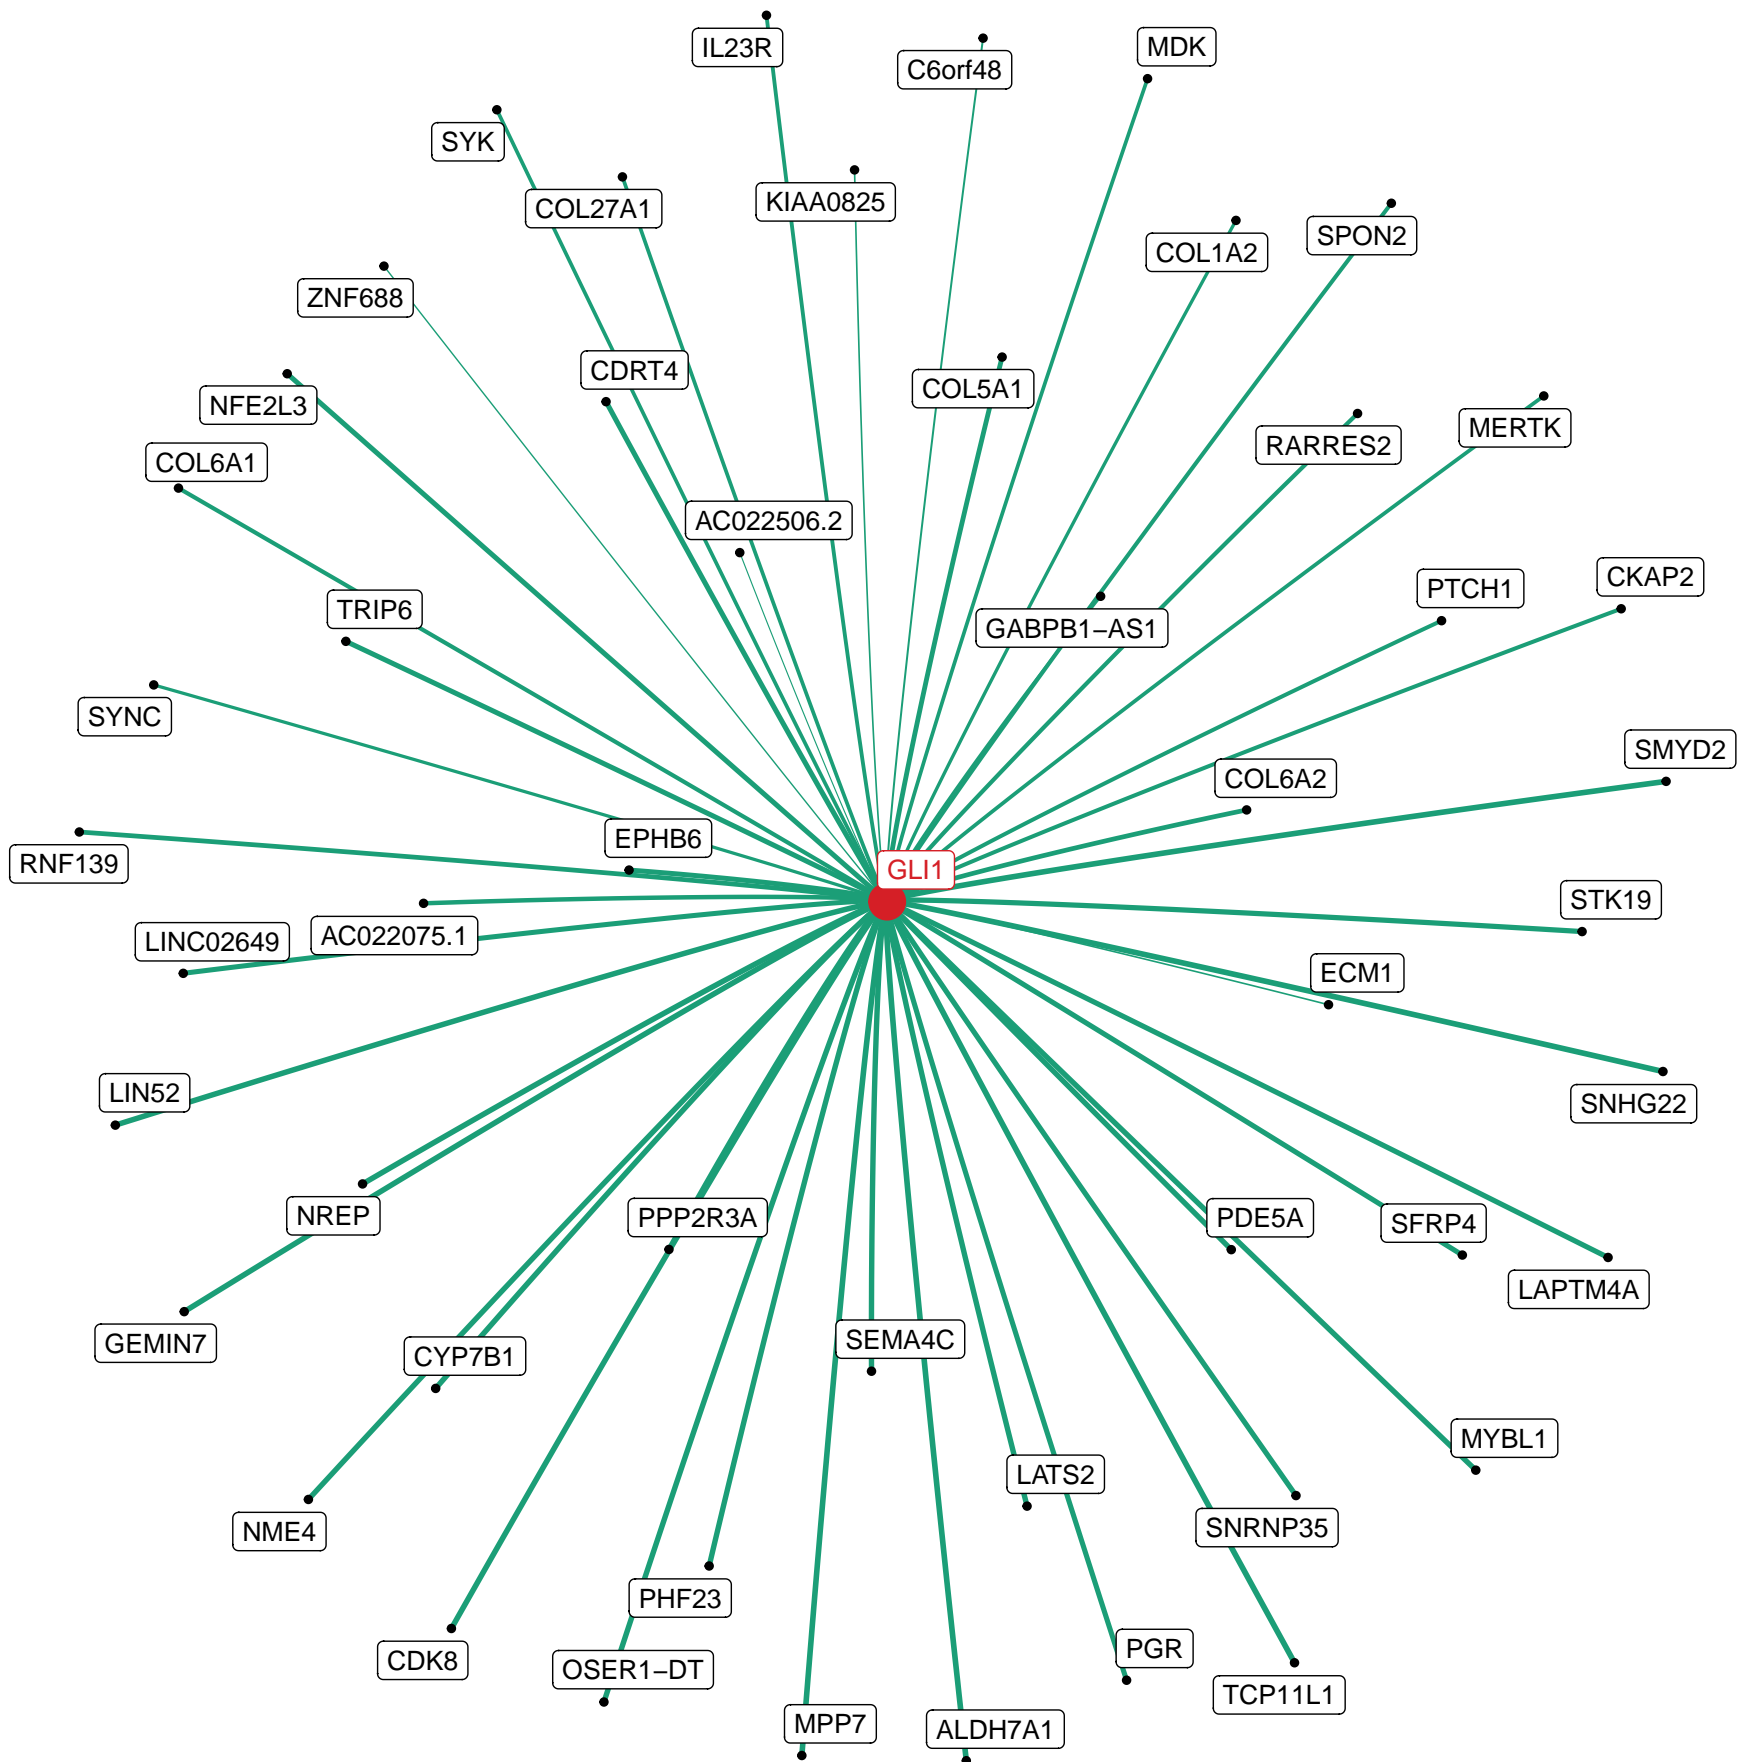 IL23R
MDK
C6orf48
SYK
KIAA0825
COL27A1
SPON2
COL1A2
ZNF688
CDRT4
COL5A1
NFE2L3
MERTK
RARRES2
COL6A1
AC022506.2
CKAP2
PTCH1
TRIP6
GABPB1−AS1
SYNC
SMYD2
COL6A2
EPHB6
RNF139
GLI1
STK19
AC022075.1
LINC02649
ECM1
LIN52
SNHG22
NREP
PPP2R3A
PDE5A
SFRP4
LAPTM4A
SEMA4C
GEMIN7
CYP7B1
MYBL1
LATS2
SNRNP35
NME4
PHF23
PGR
CDK8
OSER1−DT
TCP11L1
MPP7
ALDH7A1